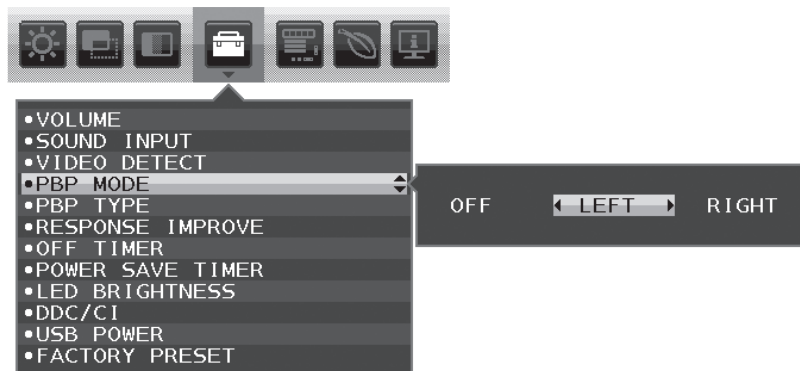 •VOLUME
•SOUND INPUT
•VIDEO DETECT
•PBP MODE
OFF LEFT RIGHT
•PBP TYPE
•RESPONSE IMPROVE
•OFF TIMER
•POWER SAVE TIMER
•LED BRIGHTNESS
•DDC/CI
•USB POWER
•FACTORY PRESET